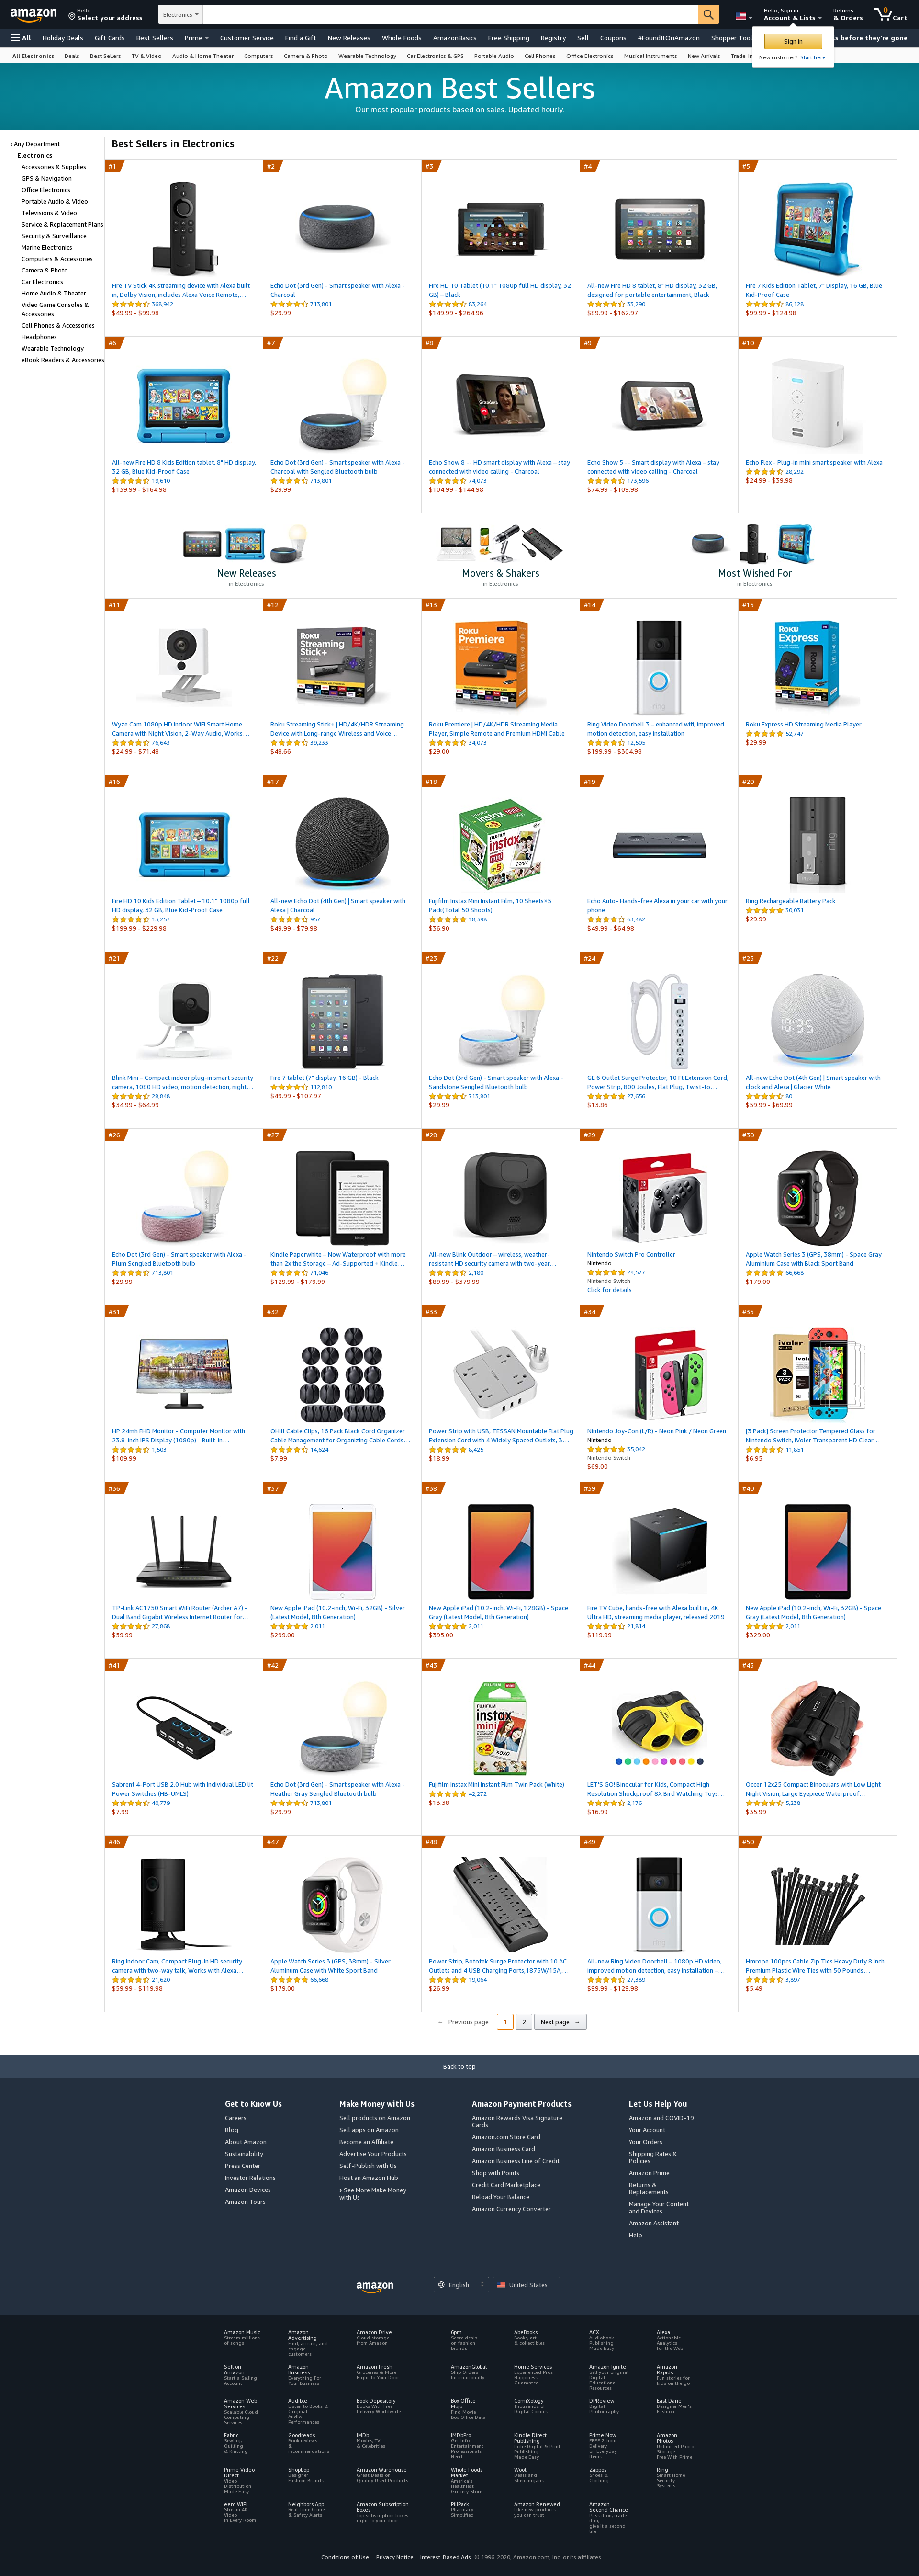 amazon
Hello
Select your address
Electronics
Hello, Sign in
Account & Lists
Returns
& Orders
0
Cart
All
Holiday Deals
Gift Cards
Best Sellers
Prime
Customer Service
Find a Gift
New Releases
Whole Foods
AmazonBasics
Free Shipping
Registry
Sell
Coupons
#FoundItOnAmazon
Shopper Tool
before they're gone
Sign in
New customer? Start here.
All Electronics
Deals
Best Sellers
TV & Video
Audio & Home Theater
Computers
Camera & Photo
Wearable Technology
Car Electronics & GPS
Portable Audio
Cell Phones
Office Electronics
Musical Instruments
New Arrivals
Trade-In
Amazon Best Sellers
Our most popular products based on sales. Updated hourly.
‹ Any Department
Electronics
Accessories & Supplies
GPS & Navigation
Office Electronics
Portable Audio & Video
Televisions & Video
Service & Replacement Plans
Security & Surveillance
Marine Electronics
Computers & Accessories
Camera & Photo
Car Electronics
Home Audio & Theater
Video Game Consoles &
Accessories
Cell Phones & Accessories
Headphones
Wearable Technology
eBook Readers & Accessories
Best Sellers in Electronics
#1
Fire TV Stick 4K streaming device with Alexa built
in, Dolby Vision, includes Alexa Voice Remote,…
368,942
$49.99 - $99.98
#2
Echo Dot (3rd Gen) - Smart speaker with Alexa -
Charcoal
713,801
$29.99
#3
Fire HD 10 Tablet (10.1" 1080p full HD display, 32
GB) – Black
83,264
$149.99 - $264.96
#4
All-new Fire HD 8 tablet, 8" HD display, 32 GB,
designed for portable entertainment, Black
33,290
$89.99 - $162.97
#5
Fire 7 Kids Edition Tablet, 7" Display, 16 GB, Blue
Kid-Proof Case
86,128
$99.99 - $124.98
#6
All-new Fire HD 8 Kids Edition tablet, 8" HD display,
32 GB, Blue Kid-Proof Case
19,610
$139.99 - $164.98
#7
Echo Dot (3rd Gen) - Smart speaker with Alexa -
Charcoal with Sengled Bluetooth bulb
713,801
$29.99
#8
Grandma
Echo Show 8 -- HD smart display with Alexa – stay
connected with video calling - Charcoal
74,073
$104.99 - $144.98
#9
Echo Show 5 -- Smart display with Alexa – stay
connected with video calling - Charcoal
173,596
$74.99 - $109.98
#10
Echo Flex - Plug-in mini smart speaker with Alexa
28,292
$24.99 - $39.98
New Releases
in Electronics
Movers & Shakers
in Electronics
Most Wished For
in Electronics
#11
Wyze Cam 1080p HD Indoor WiFi Smart Home
Camera with Night Vision, 2-Way Audio, Works…
76,643
$24.99 - $71.48
#12
Roku
Streaming
Stick+
Roku Streaming Stick+ | HD/4K/HDR Streaming
Device with Long-range Wireless and Voice…
39,233
$48.66
#13
Roku
Premiere
Roku Premiere | HD/4K/HDR Streaming Media
Player, Simple Remote and Premium HDMI Cable
34,073
$29.00
#14
ring
Ring Video Doorbell 3 – enhanced wifi, improved
motion detection, easy installation
12,505
$199.99 - $304.98
#15
Roku
Express
Roku Express HD Streaming Media Player
52,747
$29.99
#16
Fire HD 10 Kids Edition Tablet – 10.1" 1080p full
HD display, 32 GB, Blue Kid-Proof Case
13,257
$199.99 - $229.98
#17
All-new Echo Dot (4th Gen) | Smart speaker with
Alexa | Charcoal
957
$49.99 - $79.98
#18
FUJIFILM
instax
mini
Fujifilm Instax Mini Instant Film, 10 Sheets×5
Pack(Total 50 Shoots)
18,398
$36.90
#19
Echo Auto- Hands-free Alexa in your car with your
phone
63,482
$49.99 - $64.98
#20
ring
Ring Rechargeable Battery Pack
30,031
$29.99
#21
Blink Mini – Compact indoor plug-in smart security
camera, 1080 HD video, motion detection, night…
28,848
$34.99 - $64.99
#22
Fire 7 tablet (7" display, 16 GB) - Black
112,810
$49.99 - $107.97
#23
Echo Dot (3rd Gen) - Smart speaker with Alexa -
Sandstone Sengled Bluetooth bulb
713,801
$29.99
#24
GE 6 Outlet Surge Protector, 10 Ft Extension Cord,
Power Strip, 800 Joules, Flat Plug, Twist-to…
27,656
$13.86
#25
10:35
All-new Echo Dot (4th Gen) | Smart speaker with
clock and Alexa | Glacier White
80
$59.99 - $69.99
#26
Echo Dot (3rd Gen) - Smart speaker with Alexa -
Plum Sengled Bluetooth bulb
713,801
$29.99
#27
kindle
Kindle Paperwhite – Now Waterproof with more
than 2x the Storage – Ad-Supported + Kindle…
71,046
$129.99 - $179.99
#28
All-new Blink Outdoor – wireless, weather-
resistant HD security camera with two-year…
2,180
$89.99 - $379.99
#29
Nintendo Switch Pro Controller
Nintendo
24,577
Nintendo Switch
Click for details
#30
Apple Watch Series 3 (GPS, 38mm) - Space Gray
Aluminium Case with Black Sport Band
66,668
$179.00
#31
HP 24mh FHD Monitor - Computer Monitor with
23.8-inch IPS Display (1080p) - Built-in…
1,503
$109.99
#32
OHill Cable Clips, 16 Pack Black Cord Organizer
Cable Management for Organizing Cable Cords…
14,624
$7.99
#33
Power Strip with USB, TESSAN Mountable Flat Plug
Extension Cord with 4 Widely Spaced Outlets, 3…
8,425
$18.99
#34
Nintendo Joy-Con (L/R) - Neon Pink / Neon Green
Nintendo
35,042
Nintendo Switch
$69.00
#35
ivoler
[3 Pack] Screen Protector Tempered Glass for
Nintendo Switch, iVoler Transparent HD Clear…
11,851
$6.95
#36
TP-Link AC1750 Smart WiFi Router (Archer A7) -
Dual Band Gigabit Wireless Internet Router for…
27,868
$59.99
#37
New Apple iPad (10.2-inch, Wi-Fi, 32GB) - Silver
(Latest Model, 8th Generation)
2,011
$299.00
#38
New Apple iPad (10.2-inch, Wi-Fi, 128GB) - Space
Gray (Latest Model, 8th Generation)
2,011
$395.00
#39
Fire TV Cube, hands-free with Alexa built in, 4K
Ultra HD, streaming media player, released 2019
21,814
$119.99
#40
New Apple iPad (10.2-inch, Wi-Fi, 32GB) - Space
Gray (Latest Model, 8th Generation)
2,011
$329.00
#41
Sabrent 4-Port USB 2.0 Hub with Individual LED lit
Power Switches (HB-UMLS)
40,779
$7.99
#42
Echo Dot (3rd Gen) - Smart speaker with Alexa -
Heather Gray Sengled Bluetooth bulb
713,801
$29.99
#43
FUJIFILM
instax
mini
Fujifilm Instax Mini Instant Film Twin Pack (White)
42,272
$13.38
#44
LET'S GO! Binocular for Kids, Compact High
Resolution Shockproof 8X Bird Watching Toys…
2,176
$16.99
#45
Occer 12x25 Compact Binoculars with Low Light
Night Vision, Large Eyepiece Waterproof…
5,238
$35.99
#46
Ring Indoor Cam, Compact Plug-In HD security
camera with two-way talk, Works with Alexa…
21,620
$59.99 - $119.98
#47
Apple Watch Series 3 (GPS, 38mm) - Silver
Aluminum Case with White Sport Band
66,668
$179.00
#48
Power Strip, Bototek Surge Protector with 10 AC
Outlets and 4 USB Charging Ports,1875W/15A,…
19,064
$26.99
#49
ring
All-new Ring Video Doorbell – 1080p HD video,
improved motion detection, easy installation –…
27,389
$99.99 - $129.98
#50
Hmrope 100pcs Cable Zip Ties Heavy Duty 8 Inch,
Premium Plastic Wire Ties with 50 Pounds…
3,897
$5.49
← Previous page
1
2
Next page →
Back to top
Get to Know Us
Careers
Blog
About Amazon
Sustainability
Press Center
Investor Relations
Amazon Devices
Amazon Tours
Make Money with Us
Sell products on Amazon
Sell apps on Amazon
Become an Affiliate
Advertise Your Products
Self-Publish with Us
Host an Amazon Hub
› See More Make Money
with Us
Amazon Payment Products
Amazon Rewards Visa Signature
Cards
Amazon.com Store Card
Amazon Business Card
Amazon Business Line of Credit
Shop with Points
Credit Card Marketplace
Reload Your Balance
Amazon Currency Converter
Let Us Help You
Amazon and COVID-19
Your Account
Your Orders
Shipping Rates &
Policies
Amazon Prime
Returns &
Replacements
Manage Your Content
and Devices
Amazon Assistant
Help
amazon
English
United States
Amazon Music
Stream millions
of songs
Amazon
Advertising
Find, attract, and
engage
customers
Amazon Drive
Cloud storage
from Amazon
6pm
Score deals
on fashion
brands
AbeBooks
Books, art
& collectibles
ACX
Audiobook
Publishing
Made Easy
Alexa
Actionable
Analytics
for the Web
Sell on
Amazon
Start a Selling
Account
Amazon
Business
Everything For
Your Business
Amazon Fresh
Groceries & More
Right To Your Door
AmazonGlobal
Ship Orders
Internationally
Home Services
Experienced Pros
Happiness
Guarantee
Amazon Ignite
Sell your original
Digital
Educational
Resources
Amazon
Rapids
Fun stories for
kids on the go
Amazon Web
Services
Scalable Cloud
Computing
Services
Audible
Listen to Books &
Original
Audio
Performances
Book Depository
Books With Free
Delivery Worldwide
Box Office
Mojo
Find Movie
Box Office Data
ComiXology
Thousands of
Digital Comics
DPReview
Digital
Photography
East Dane
Designer Men's
Fashion
Fabric
Sewing,
Quilting
& Knitting
Goodreads
Book reviews
&
recommendations
IMDb
Movies, TV
& Celebrities
IMDbPro
Get Info
Entertainment
Professionals
Need
Kindle Direct
Publishing
Indie Digital & Print
Publishing
Made Easy
Prime Now
FREE 2-hour
Delivery
on Everyday
Items
Amazon
Photos
Unlimited Photo
Storage
Free With Prime
Prime Video
Direct
Video
Distribution
Made Easy
Shopbop
Designer
Fashion Brands
Amazon Warehouse
Great Deals on
Quality Used Products
Whole Foods
Market
America's
Healthiest
Grocery Store
Woot!
Deals and
Shenanigans
Zappos
Shoes &
Clothing
Ring
Smart Home
Security
Systems
eero WiFi
Stream 4K
Video
in Every Room
Neighbors App
Real-Time Crime
& Safety Alerts
Amazon Subscription
Boxes
Top subscription boxes –
right to your door
PillPack
Pharmacy
Simplified
Amazon Renewed
Like-new products
you can trust
Amazon
Second Chance
Pass it on, trade
it in,
give it a second
life
Conditions of Use
Privacy Notice
Interest-Based Ads
© 1996-2020, Amazon.com, Inc. or its affiliates